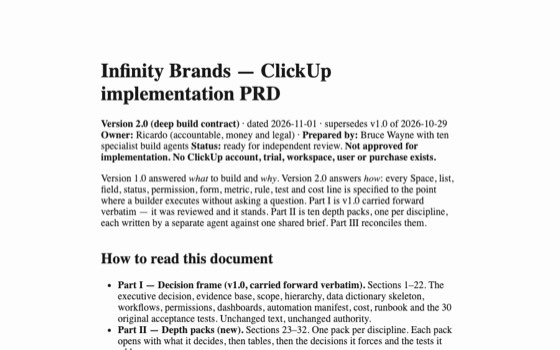 Infinity Brands — ClickUp
implementation PRD
Version 2.0 (deep build contract) · dated 2026-11-01 · supersedes v1.0 of 2026-10-29
Owner: Ricardo (accountable, money and legal) · Prepared by: Bruce Wayne with ten
specialist build agents Status: ready for independent review. Not approved for
implementation. No ClickUp account, trial, workspace, user or purchase exists.
Version 1.0 answered what to build and why. Version 2.0 answers how: every Space, list,
field, status, permission, form, metric, rule, test and cost line is specified to the point
where a builder executes without asking a question. Part I is v1.0 carried forward
verbatim — it was reviewed and it stands. Part II is ten depth packs, one per discipline,
each written by a separate agent against one shared brief. Part III reconciles them.
How to read this document
• Part I — Decision frame (v1.0, carried forward verbatim). Sections 1–22. The
executive decision, evidence base, scope, hierarchy, data dictionary skeleton,
workflows, permissions, dashboards, automation manifest, cost, runbook and the 30
original acceptance tests. Unchanged text, unchanged authority.
• Part II — Depth packs (new). Sections 23–32. One pack per discipline. Each pack
opens with what it decides, then tables, then the decisions it forces and the tests it